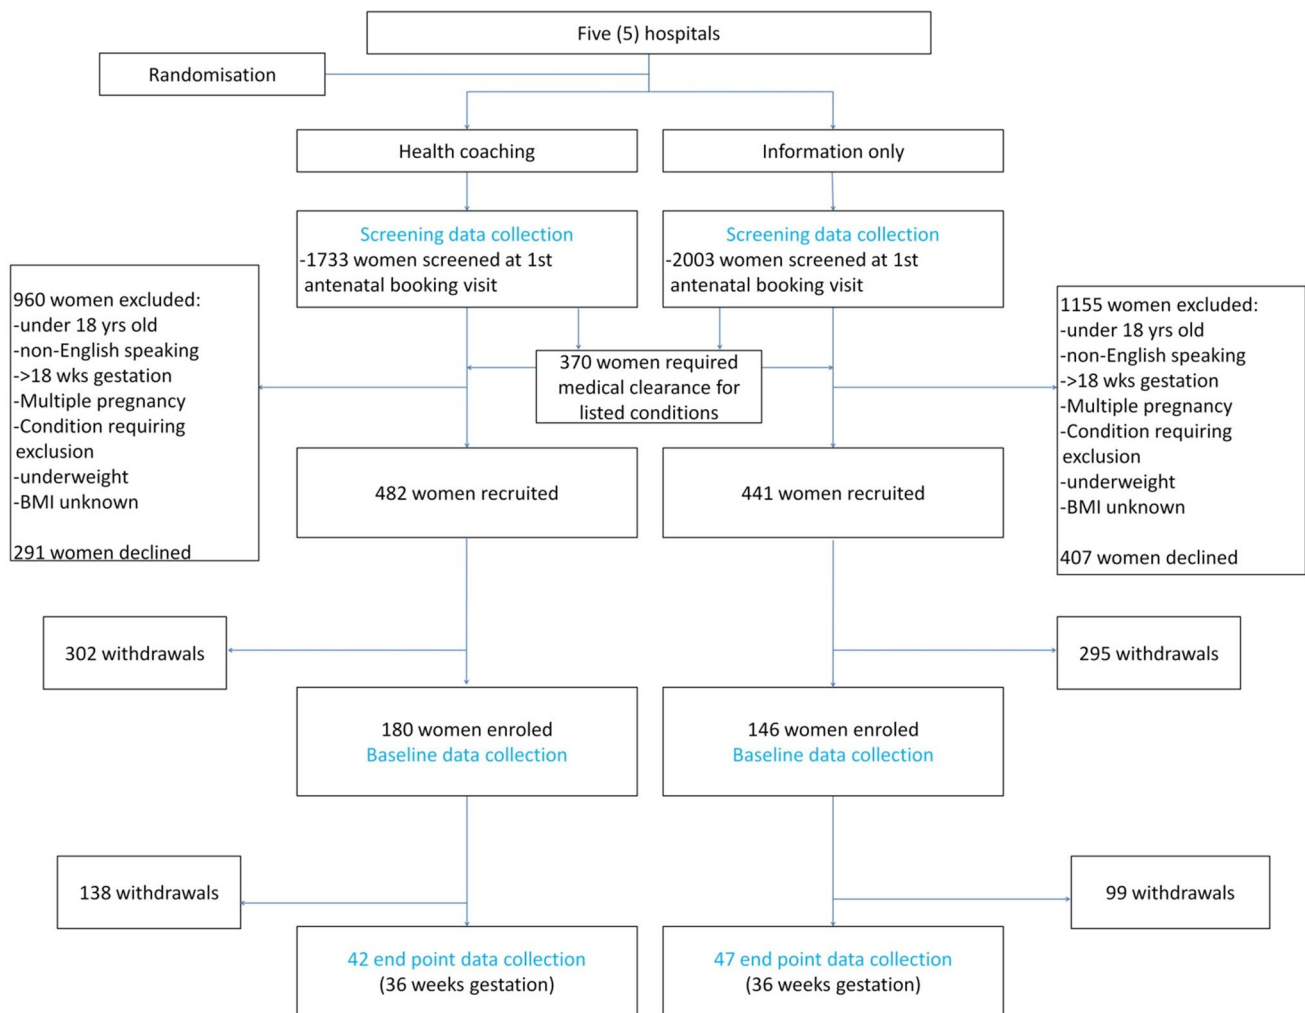 Five (5) hospitals
Randomisation
Health coaching
Information only
Screening data collection
-1733 women screened at 1st
antenatal booking visit
Screening data collection
-2003 women screened at 1st
antenatal booking visit
960 women excluded:
-under 18 yrs old
-non-English speaking
->18 wks gestation
-Multiple pregnancy
-Condition requiring
exclusion
-underweight
-BMI unknown
291 women declined
370 women required
medical clearance for
listed conditions
1155 women excluded:
-under 18 yrs old
-non-English speaking
->18 wks gestation
-Multiple pregnancy
-Condition requiring
exclusion
-underweight
-BMI unknown
407 women declined
482 women recruited
441 women recruited
302 withdrawals
295 withdrawals
180 women enroled
Baseline data collection
146 women enroled
Baseline data collection
138 withdrawals
99 withdrawals
42 end point data collection
(36 weeks gestation)
47 end point data collection
(36 weeks gestation)